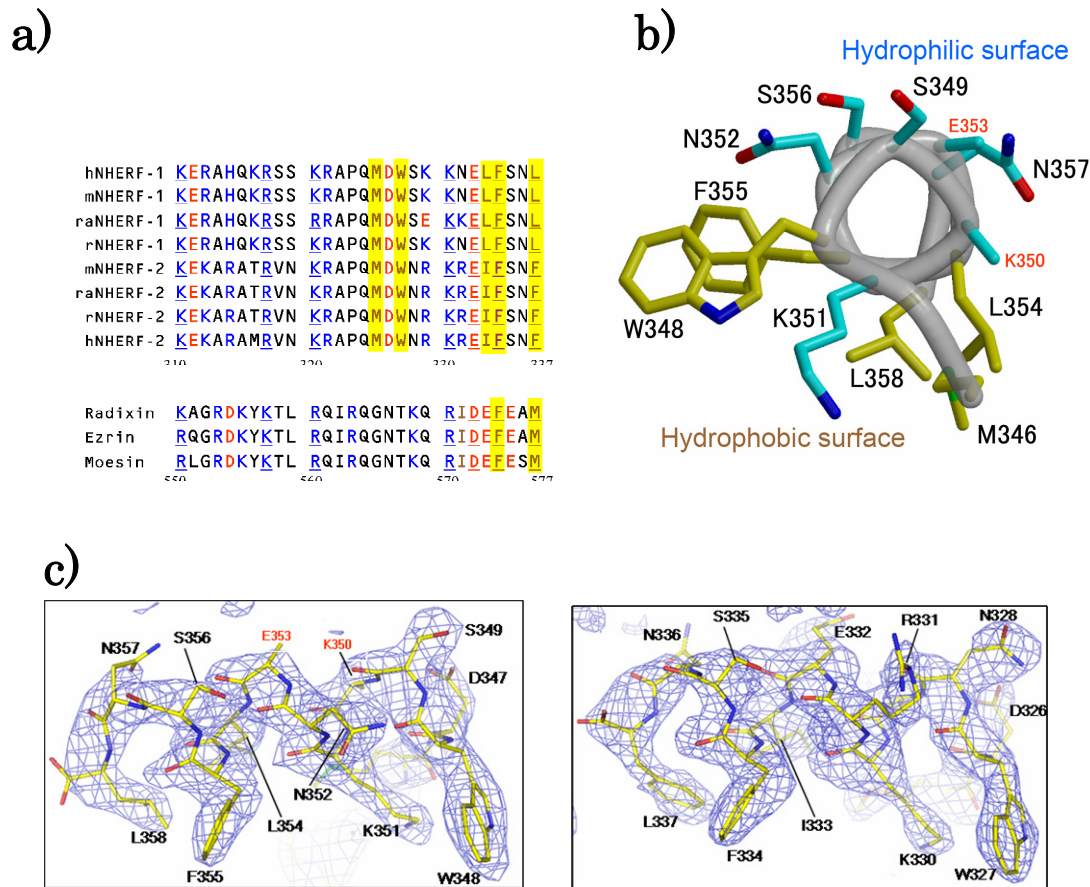 a)
hNHERF-1 KERAHQKRSS KRAPQMDWSK KNELFSNL
mNHERF-1 KERAHQKRSS KRAPQMDWSK KNELFSNL
raNHERF-1 KERAHQKRSS RRAPQMDWSE KKELFSNL
rNHERF-1 KERAHQKRSS KRAPQMDWSK KNELFSNL
mNHERF-2 KEKARATRVN KRAPQMDWNR KREIFSNF
raNHERF-2 KEKARATRVN KRAPQMDWNR KREIFSNF
rNHERF-2 KEKARATRVN KRAPQMDWNR KREIFSNF
hNHERF-2 KEKARAMRVN KRAPQMDWNR KREIFSNF
310 320 330 337
Radixin KAGRDKYKTL RQIRQGNTKQ RIDEFEAM
Ezrin RQGRDKYKTL RQIRQGNTKQ RIDEFEAM
Moesin RLGRDKYKTL RQIRQGNTKQ RIDEFESM
550 560 570 577
b)
Hydrophilic surface
S356
S349
N352
E353
N357
F355
K350
W348
K351
L354
L358
M346
Hydrophobic surface
c)
N357
S356
E353
K350
S349
D347
N352
L358
L354
K351
F355
W348
N336
S335
E332
R331
N328
D326
L337
I333
F334
K330
W327